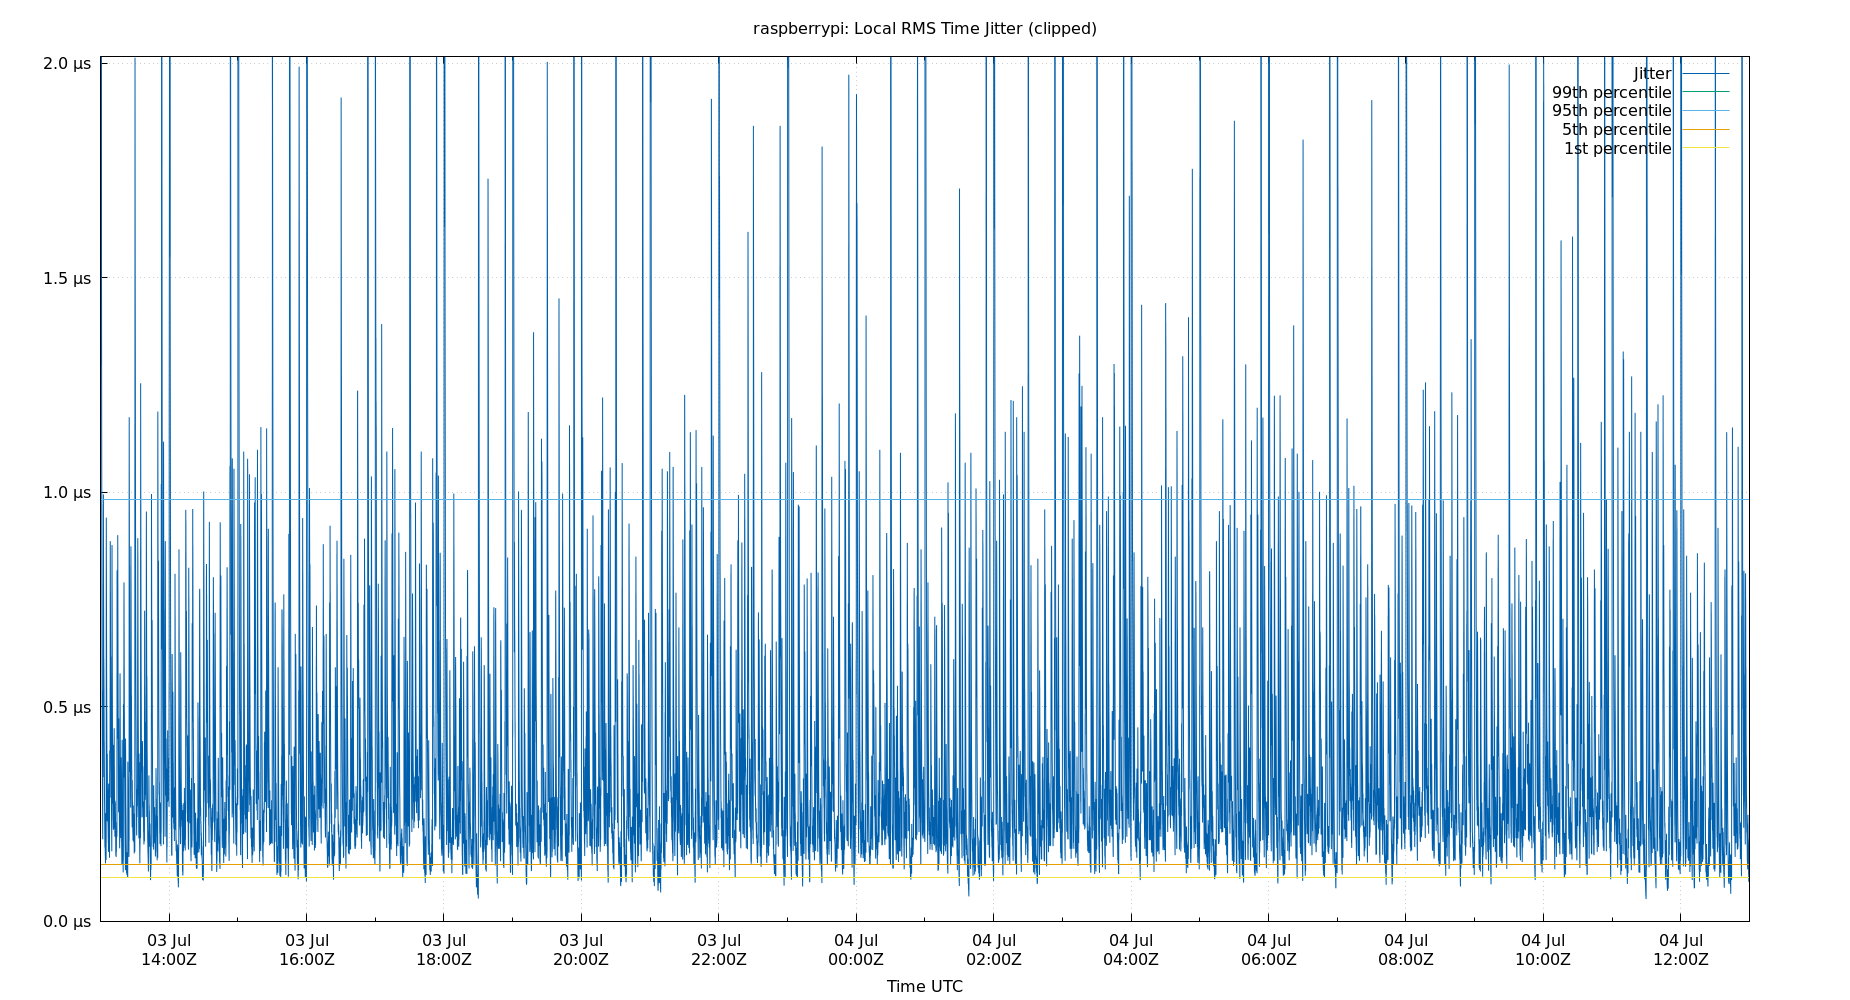 raspberrypi: Local RMS Time Jitter (clipped)
2.0 µs
1.5 µs
1.0 µs
0.5 µs
0.0 µs
Jitter
99th percentile
95th percentile
5th percentile
1st percentile
03 Jul 03 Jul 03 Jul 03 Jul 03 Jul 04 Jul 04 Jul 04 Jul 04 Jul 04 Jul 04 Jul 04 Jul
14:00Z 16:00Z 18:00Z 20:00Z 22:00Z 00:00Z 02:00Z 04:00Z 06:00Z 08:00Z 10:00Z 12:00Z
Time UTC